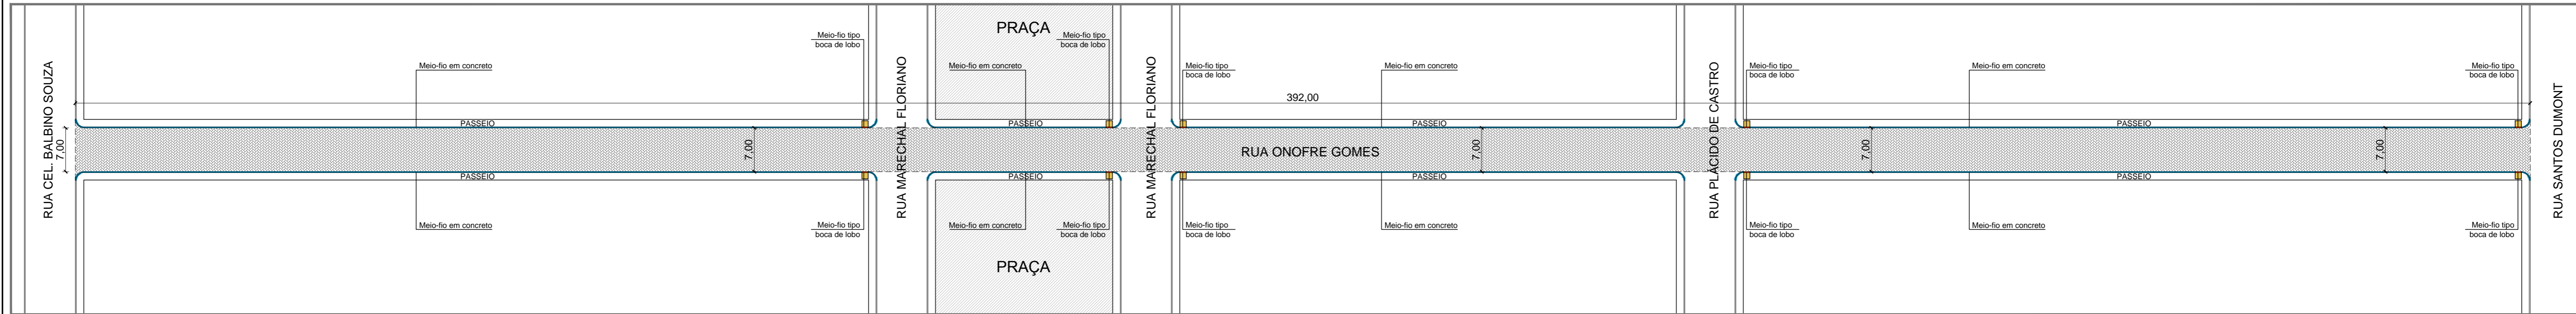 PRAÇA
Meio-fio tipo
boca de lobo
Meio-fio tipo
boca de lobo
Meio-fio em concreto
Meio-fio em concreto
Meio-fio tipo
boca de lobo
Meio-fio em concreto
Meio-fio tipo
boca de lobo
Meio-fio em concreto
Meio-fio tipo
boca de lobo
392,00
RUA CEL. BALBINO SOUZA
RUA MARECHAL FLORIANO
RUA MARECHAL FLORIANO
RUA PLÁCIDO DE CASTRO
RUA SANTOS DUMONT
PASSEIO
PASSEIO
PASSEIO
PASSEIO
7,00
7,00
RUA ONOFRE GOMES
7,00
7,00
7,00
PASSEIO
PASSEIO
PASSEIO
PASSEIO
Meio-fio em concreto
Meio-fio tipo
boca de lobo
Meio-fio em concreto
Meio-fio tipo
boca de lobo
Meio-fio tipo
boca de lobo
Meio-fio em concreto
Meio-fio tipo
boca de lobo
Meio-fio em concreto
Meio-fio tipo
boca de lobo
PRAÇA